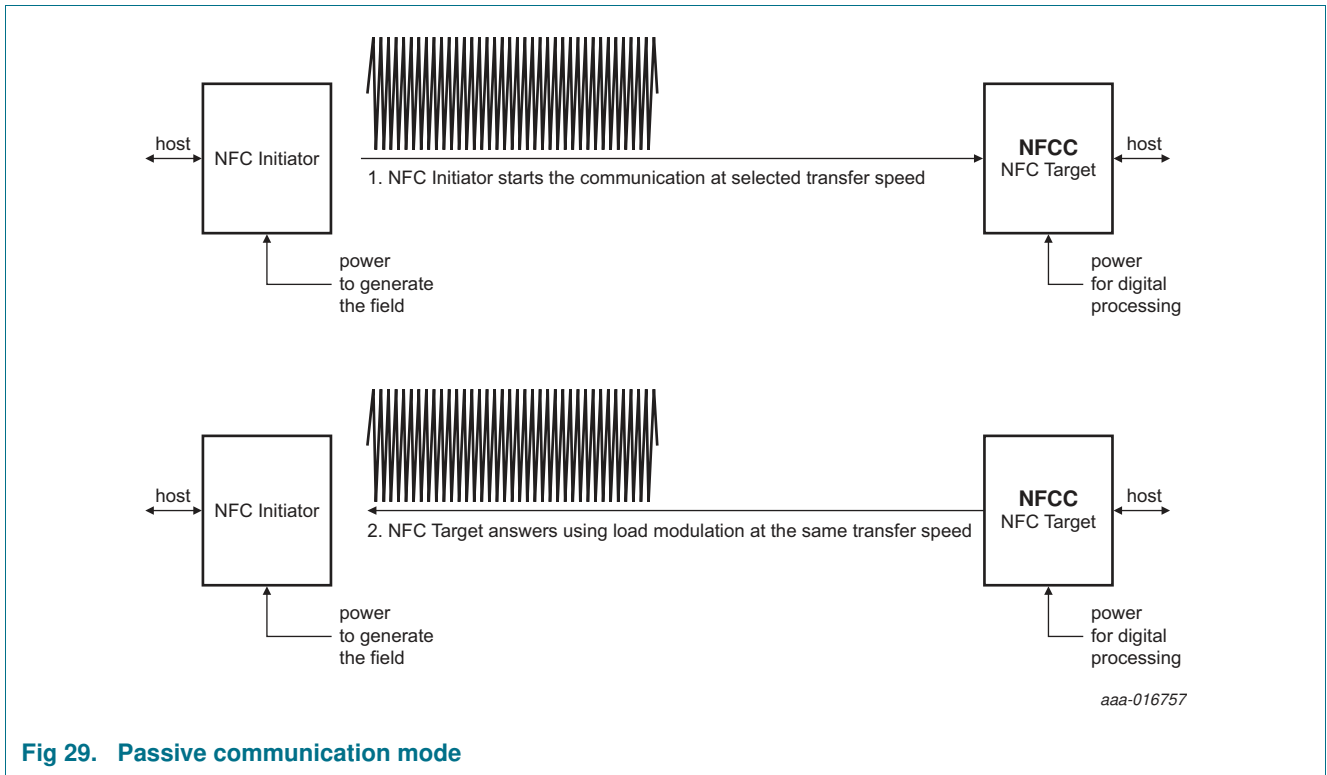 host
NFC Initiator
1. NFC Initiator starts the communication at selected transfer speed
NFCC
NFC Target
host
power
to generate
the field
power
for digital
processing
host
NFC Initiator
2. NFC Target answers using load modulation at the same transfer speed
NFCC
NFC Target
host
power
to generate
the field
power
for digital
processing
aaa-016757
Fig 29. Passive communication mode